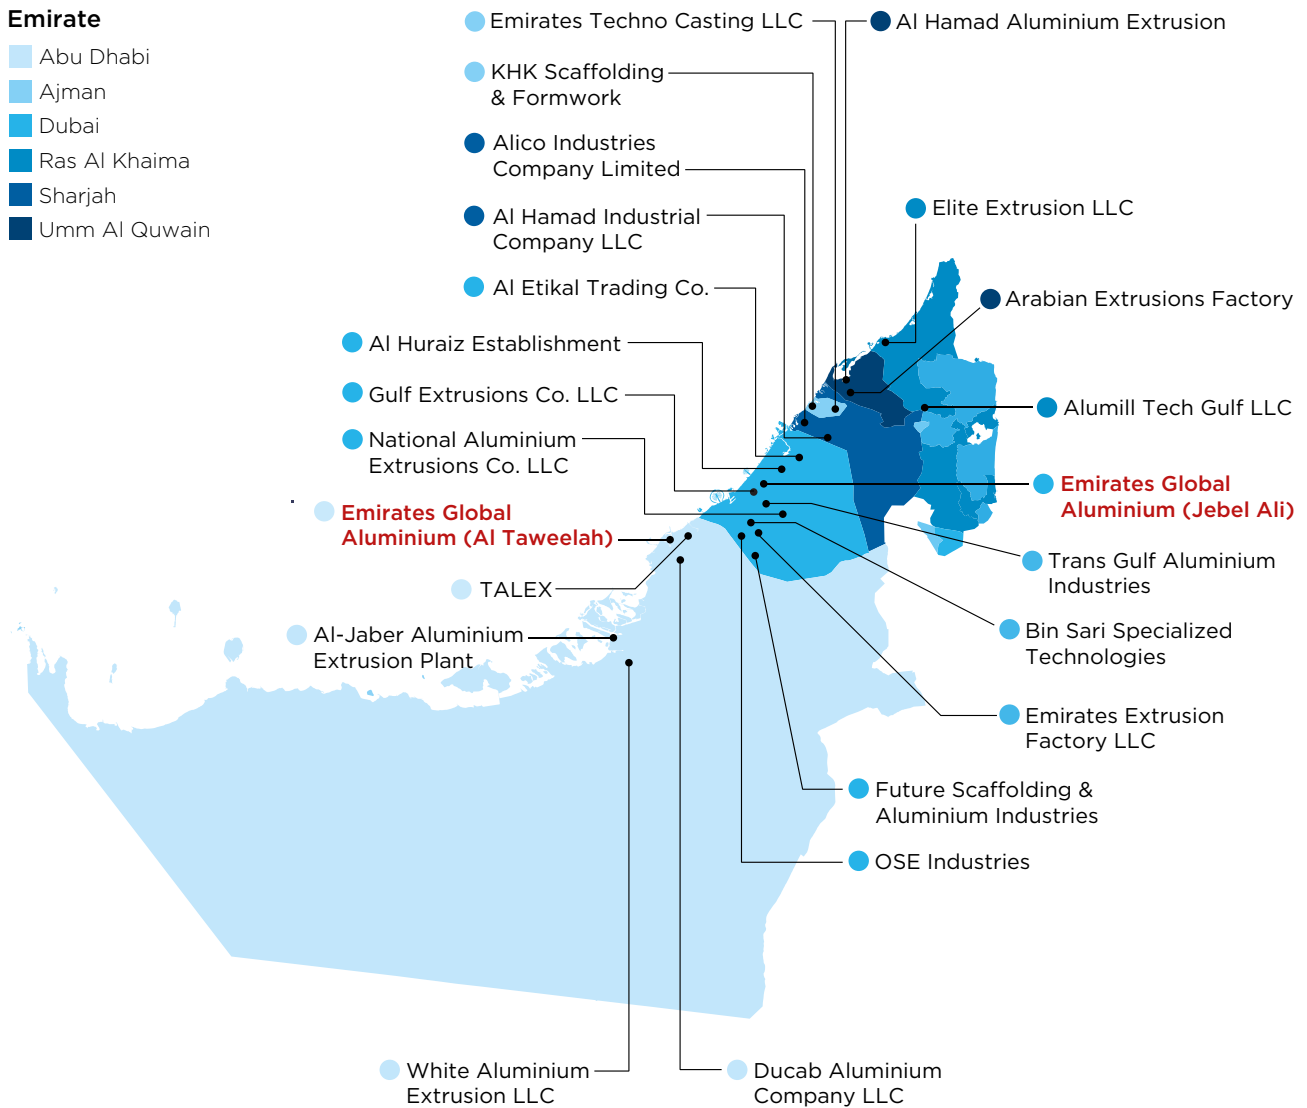 Emirate
Abu Dhabi
Ajman
Dubai
Ras Al Khaima
Sharjah
Umm Al Quwain
Emirates Techno Casting LLC
Al Hamad Aluminium Extrusion
KHK Scaffolding
& Formwork
Alico Industries
Company Limited
Al Hamad Industrial
Company LLC
Elite Extrusion LLC
Al Etikal Trading Co.
Arabian Extrusions Factory
Al Huraiz Establishment
Gulf Extrusions Co. LLC
Alumill Tech Gulf LLC
National Aluminium
Extrusions Co. LLC
Emirates Global
Aluminium (Jebel Ali)
Emirates Global
Aluminium (Al Taweelah)
Trans Gulf Aluminium
Industries
TALEX
Al-Jaber Aluminium
Extrusion Plant
Bin Sari Specialized
Technologies
Emirates Extrusion
Factory LLC
Future Scaffolding &
Aluminium Industries
OSE Industries
White Aluminium
Extrusion LLC
Ducab Aluminium
Company LLC